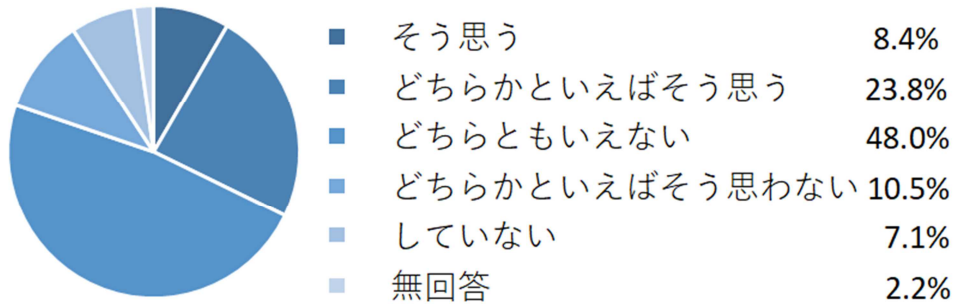 そう思う 8.4%
どちらかといえばそう思う 23.8%
どちらともいえない 48.0%
どちらかといえばそう思わない 10.5%
していない 7.1%
無回答 2.2%